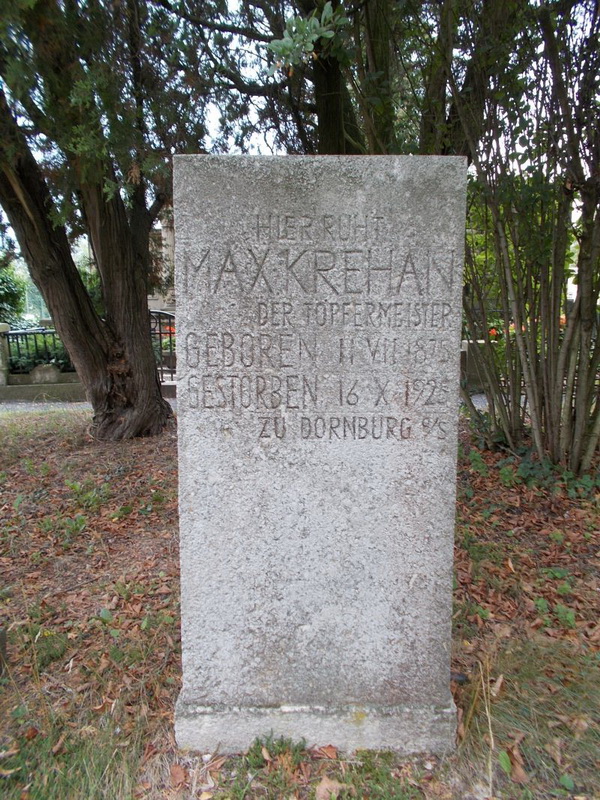 HIER RUHT
MAX·KREHAN
DER TÖPFERMEISTER
GEBOREN 11 VII 1875
GESTORBEN 16 X 1925
ZU DORNBURG a/S